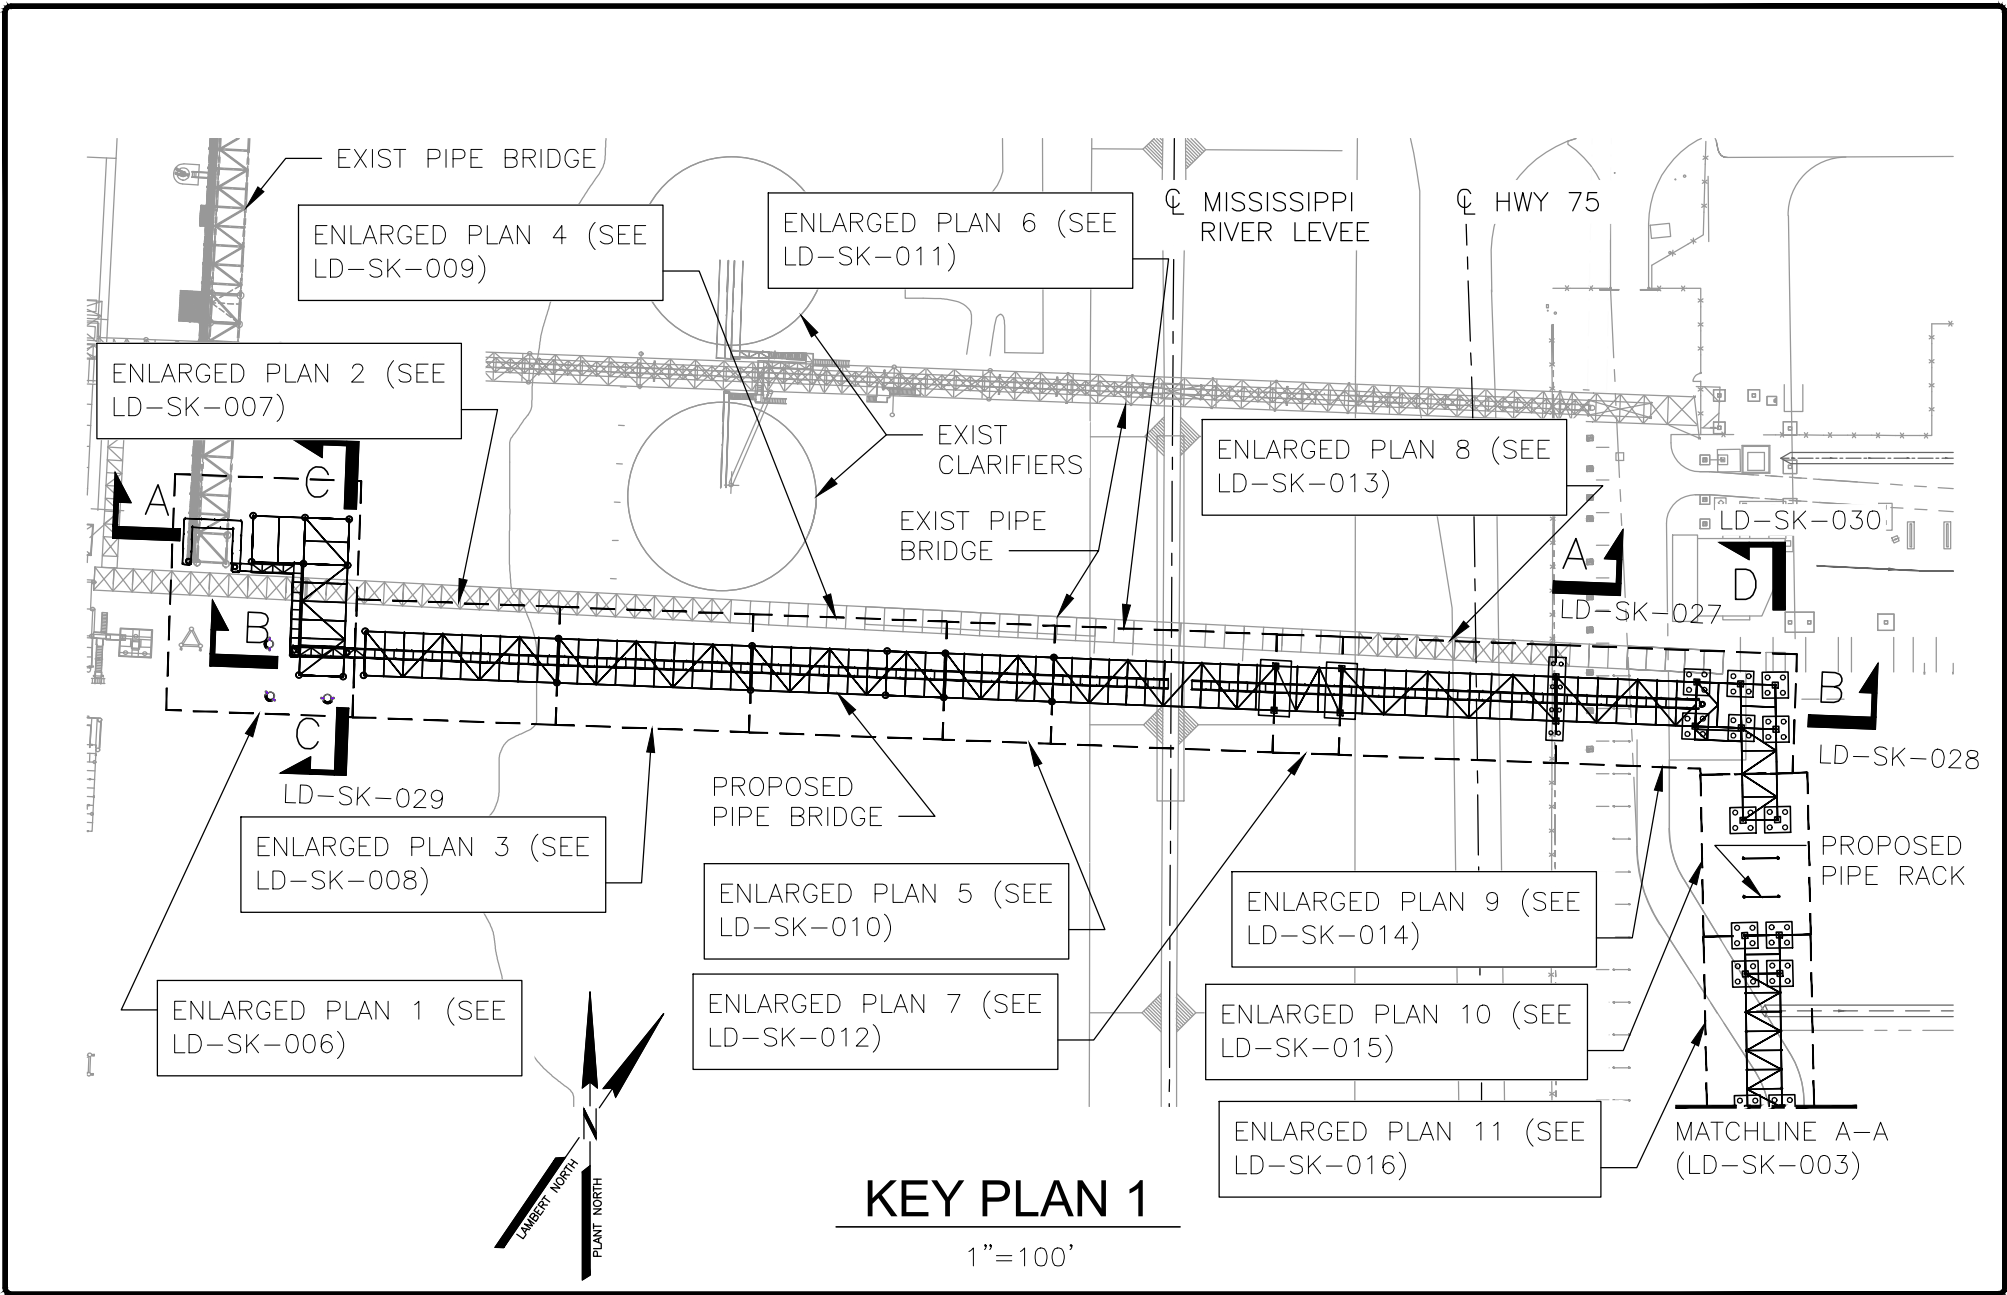 EXIST PIPE BRIDGE
ENLARGED PLAN 4 (SEE
LD-SK-009)
ENLARGED PLAN 6 (SEE
LD-SK-011)
℄ MISSISSIPPI
RIVER LEVEE
℄ HWY 75
ENLARGED PLAN 2 (SEE
LD-SK-007)
EXIST
CLARIFIERS
ENLARGED PLAN 8 (SEE
LD-SK-013)
C
A
EXIST PIPE
BRIDGE
LD-SK-030
A
D
LD-SK-027
B
B
LD-SK-028
C
LD-SK-029
PROPOSED
PIPE BRIDGE
ENLARGED PLAN 3 (SEE
LD-SK-008)
ENLARGED PLAN 5 (SEE
LD-SK-010)
ENLARGED PLAN 9 (SEE
LD-SK-014)
PROPOSED
PIPE RACK
ENLARGED PLAN 1 (SEE
LD-SK-006)
ENLARGED PLAN 7 (SEE
LD-SK-012)
ENLARGED PLAN 10 (SEE
LD-SK-015)
ENLARGED PLAN 11 (SEE
LD-SK-016)
MATCHLINE A-A
(LD-SK-003)
N
LAMBERT NORTH
PLANT NORTH
KEY PLAN 1
1"=100'